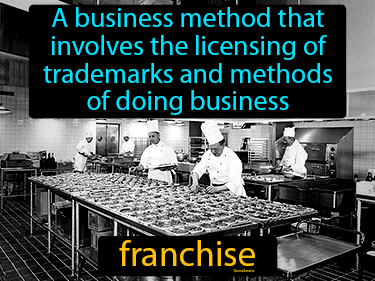 A business method that
involves the licensing of
trademarks and methods
of doing business
franchise